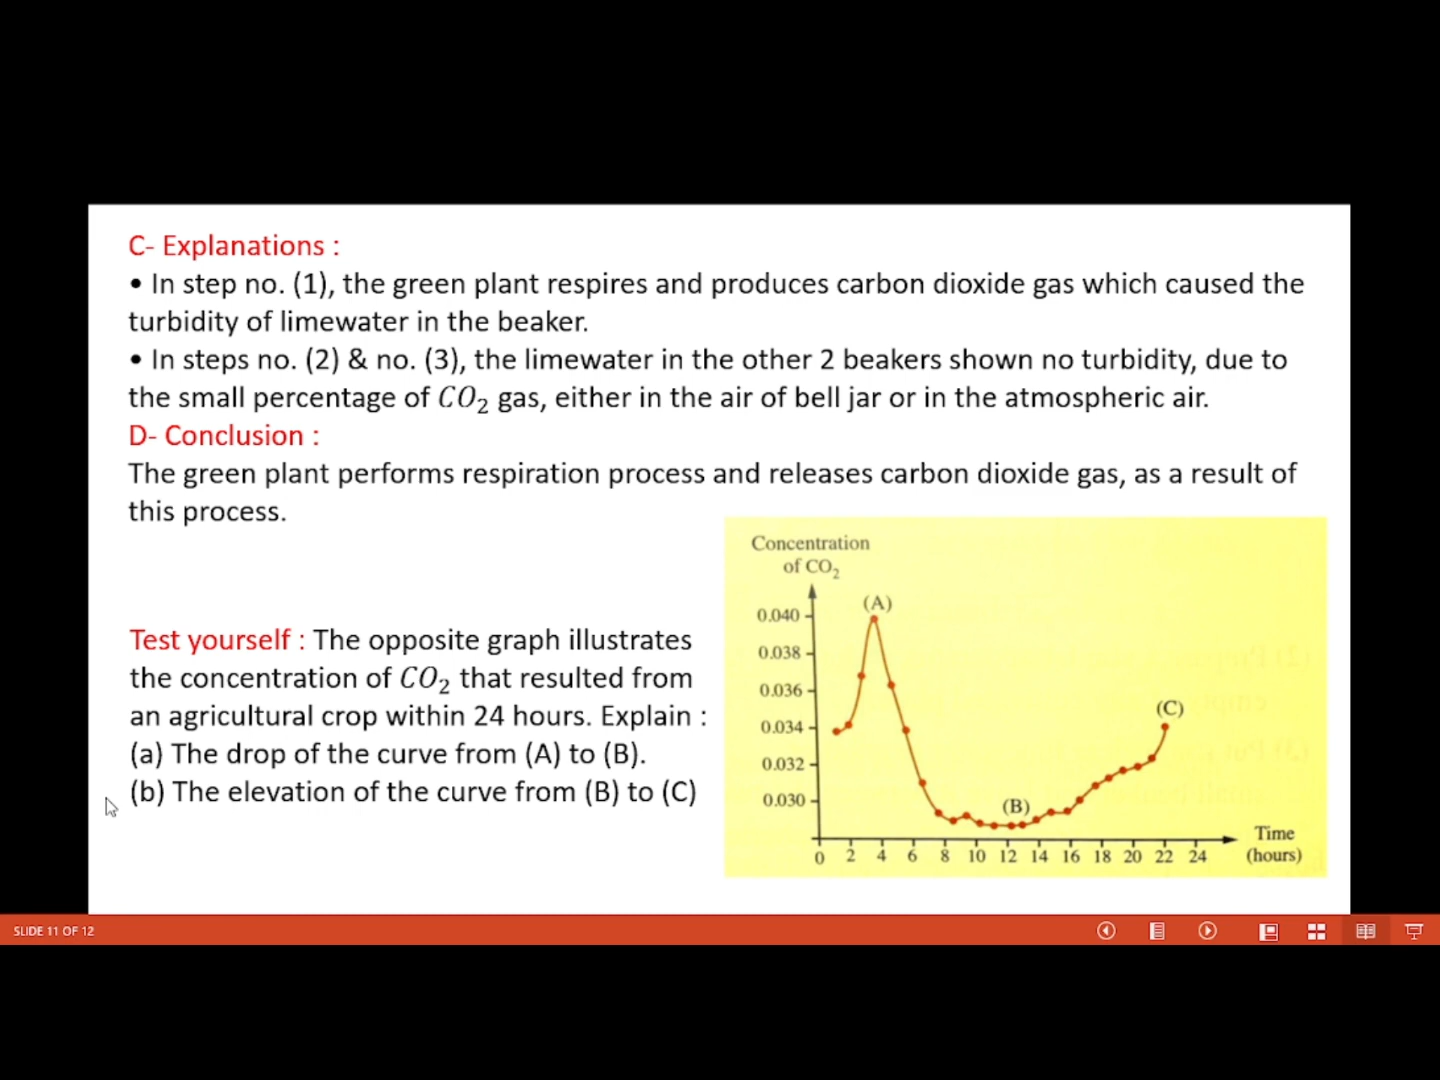 C- Explanations :
• In step no. (1), the green plant respires and produces carbon dioxide gas which caused the
turbidity of limewater in the beaker.
• In steps no. (2) & no. (3), the limewater in the other 2 beakers shown no turbidity, due to
the small percentage of CO₂ gas, either in the air of bell jar or in the atmospheric air.
D- Conclusion :
The green plant performs respiration process and releases carbon dioxide gas, as a result of
this process.
Test yourself : The opposite graph illustrates
the concentration of CO₂ that resulted from
an agricultural crop within 24 hours. Explain :
(a) The drop of the curve from (A) to (B).
(b) The elevation of the curve from (B) to (C)
Concentration
of CO₂
(A)
0.040
0.038
0.036
(C)
0.034
0.032
0.030
(B)
Time
(hours)
0 2 4 6 8 10 12 14 16 18 20 22 24
SLIDE 11 OF 12